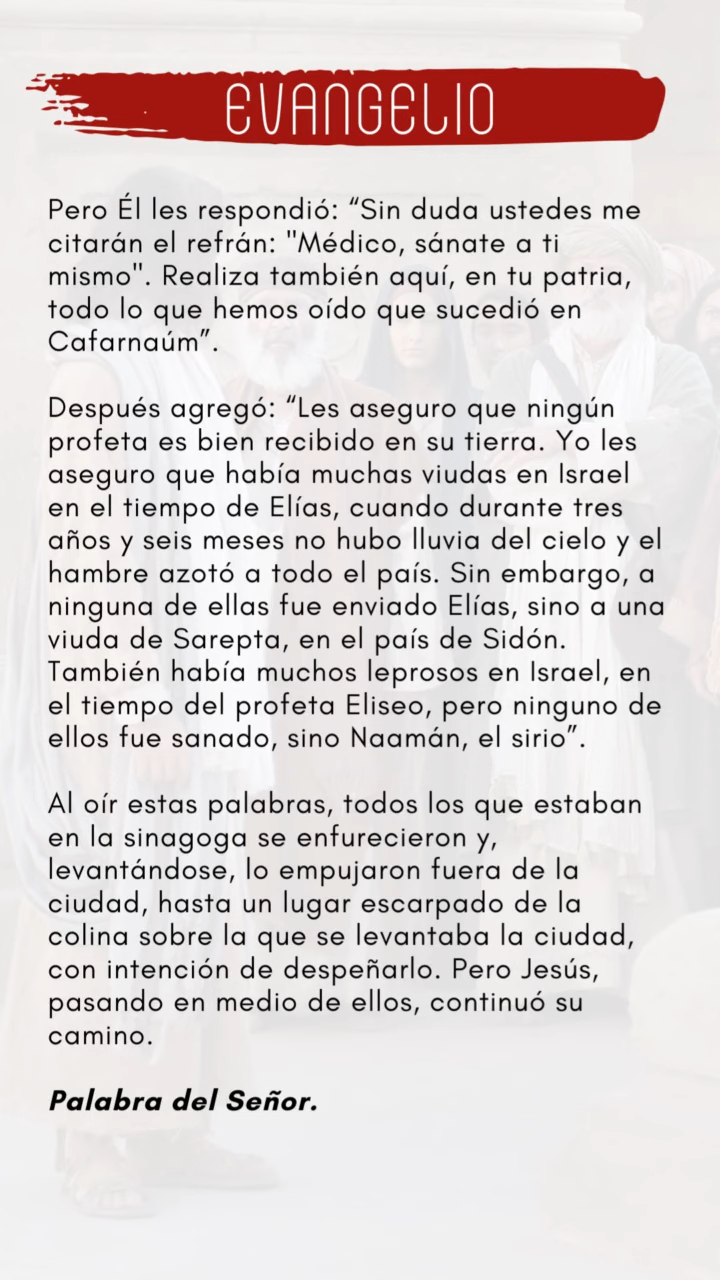 EVANGELIO
Pero Él les respondió: “Sin duda ustedes me
citarán el refrán: "Médico, sánate a ti
mismo". Realiza también aquí, en tu patria,
todo lo que hemos oído que sucedió en
Cafarnaúm”.
Después agregó: “Les aseguro que ningún
profeta es bien recibido en su tierra. Yo les
aseguro que había muchas viudas en Israel
en el tiempo de Elías, cuando durante tres
años y seis meses no hubo lluvia del cielo y el
hambre azotó a todo el país. Sin embargo, a
ninguna de ellas fue enviado Elías, sino a una
viuda de Sarepta, en el país de Sidón.
También había muchos leprosos en Israel, en
el tiempo del profeta Eliseo, pero ninguno de
ellos fue sanado, sino Naamán, el sirio”.
Al oír estas palabras, todos los que estaban
en la sinagoga se enfurecieron y,
levantándose, lo empujaron fuera de la
ciudad, hasta un lugar escarpado de la
colina sobre la que se levantaba la ciudad,
con intención de despeñarlo. Pero Jesús,
pasando en medio de ellos, continuó su
camino.
Palabra del Señor.